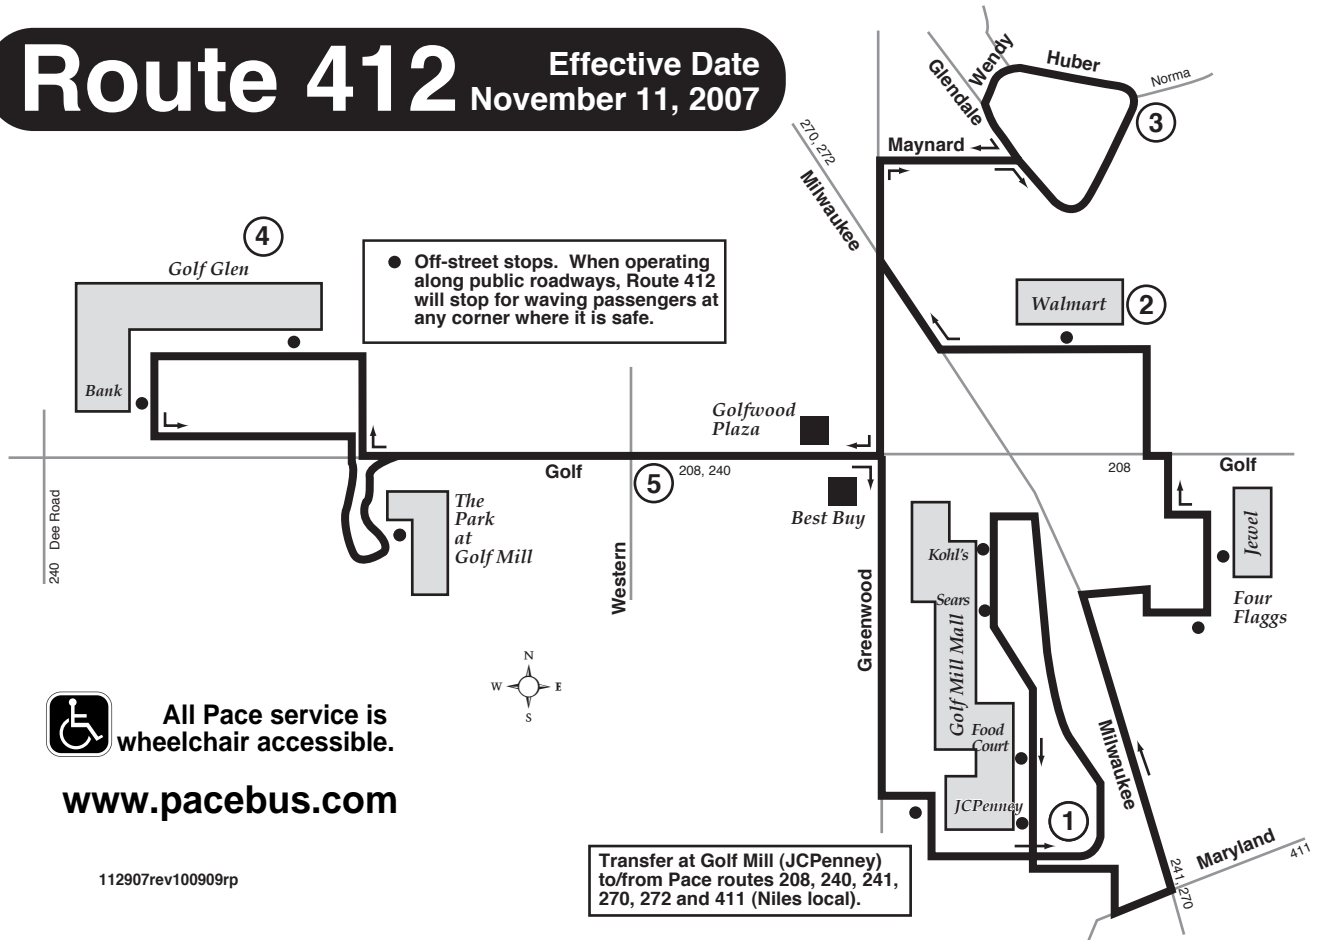 Route 412
Effective Date
November 11, 2007
Wendy
Huber
Norma
Glendale
3
Maynard
270, 272
Milwaukee
4
Golf Glen
Off-street stops. When operating
along public roadways, Route 412
will stop for waving passengers at
any corner where it is safe.
Walmart
2
Bank
Golfwood
Plaza
Golf
5
208, 240
208
Golf
240 Dee Road
The
Park
at
Golf Mill
Western
Best Buy
Greenwood
Kohl's
Sears
Golf Mill Mall
Food
Court
JCPenney
Jewel
Four
Flaggs
N
W
E
S
All Pace service is
wheelchair accessible.
www.pacebus.com
Milwaukee
1
Maryland
411
241, 270
Transfer at Golf Mill (JCPenney)
to/from Pace routes 208, 240, 241,
270, 272 and 411 (Niles local).
112907rev100909rp